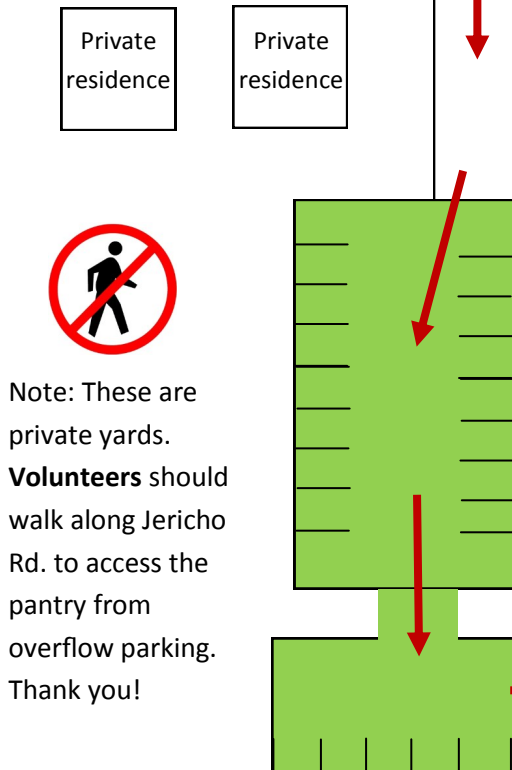 Private
residence
Private
residence
Note: These are
private yards.
Volunteers should
walk along Jericho
Rd. to access the
pantry from
overflow parking.
Thank you!